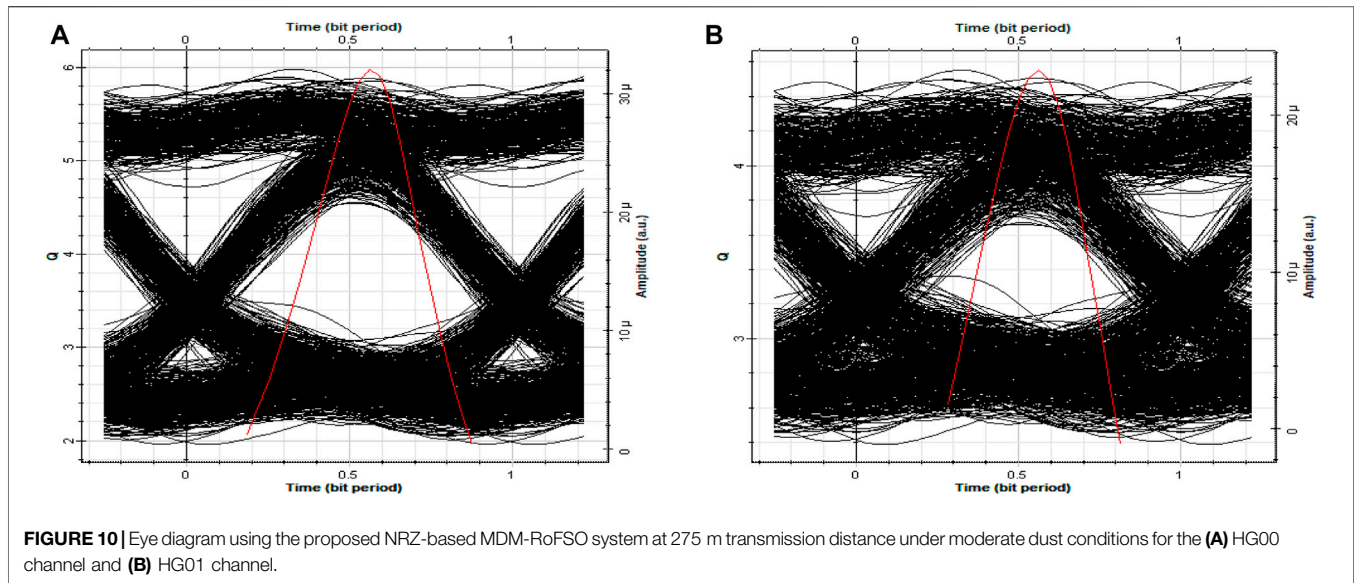 A
Time (bit period)
0 0.5 1
6
5
4
3
2
Q
30 µ
20 µ
10 µ
0
Amplitude (a.u.)
0 0.5 1
Time (bit period)
B
Time (bit period)
0 0.5 1
4
3
Q
20 µ
10 µ
0
Amplitude (a.u.)
0 0.5 1
Time (bit period)
FIGURE 10 | Eye diagram using the proposed NRZ-based MDM-RoFSO system at 275 m transmission distance under moderate dust conditions for the (A) HG00
channel and (B) HG01 channel.